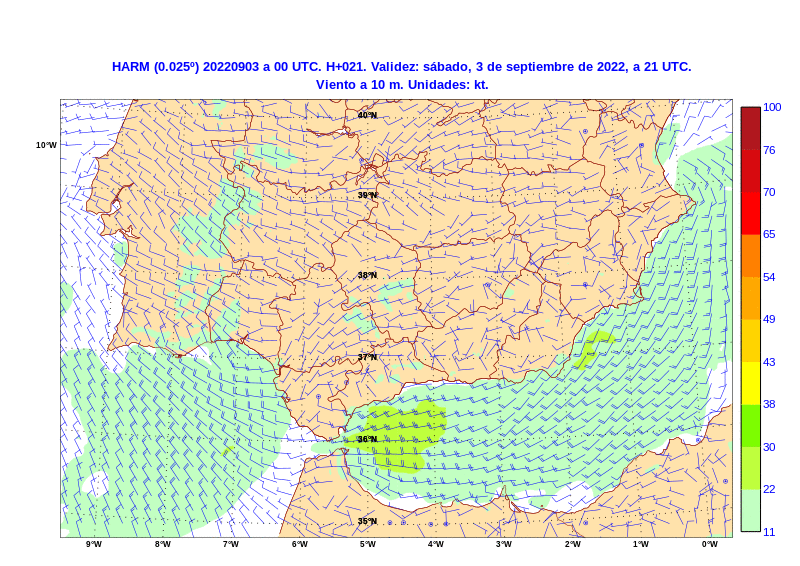 HARM (0.025º) 20220903 a 00 UTC. H+021. Validez: sábado, 3 de septiembre de 2022, a 21 UTC.
Viento a 10 m. Unidades: kt.
100
40ºN
10ºW
76
39ºN
70
65
38ºN
54
49
37ºN
43
38
36ºN
30
22
35ºN
11
9ºW 8ºW 7ºW 6ºW 5ºW 4ºW 3ºW 2ºW 1ºW 0ºW